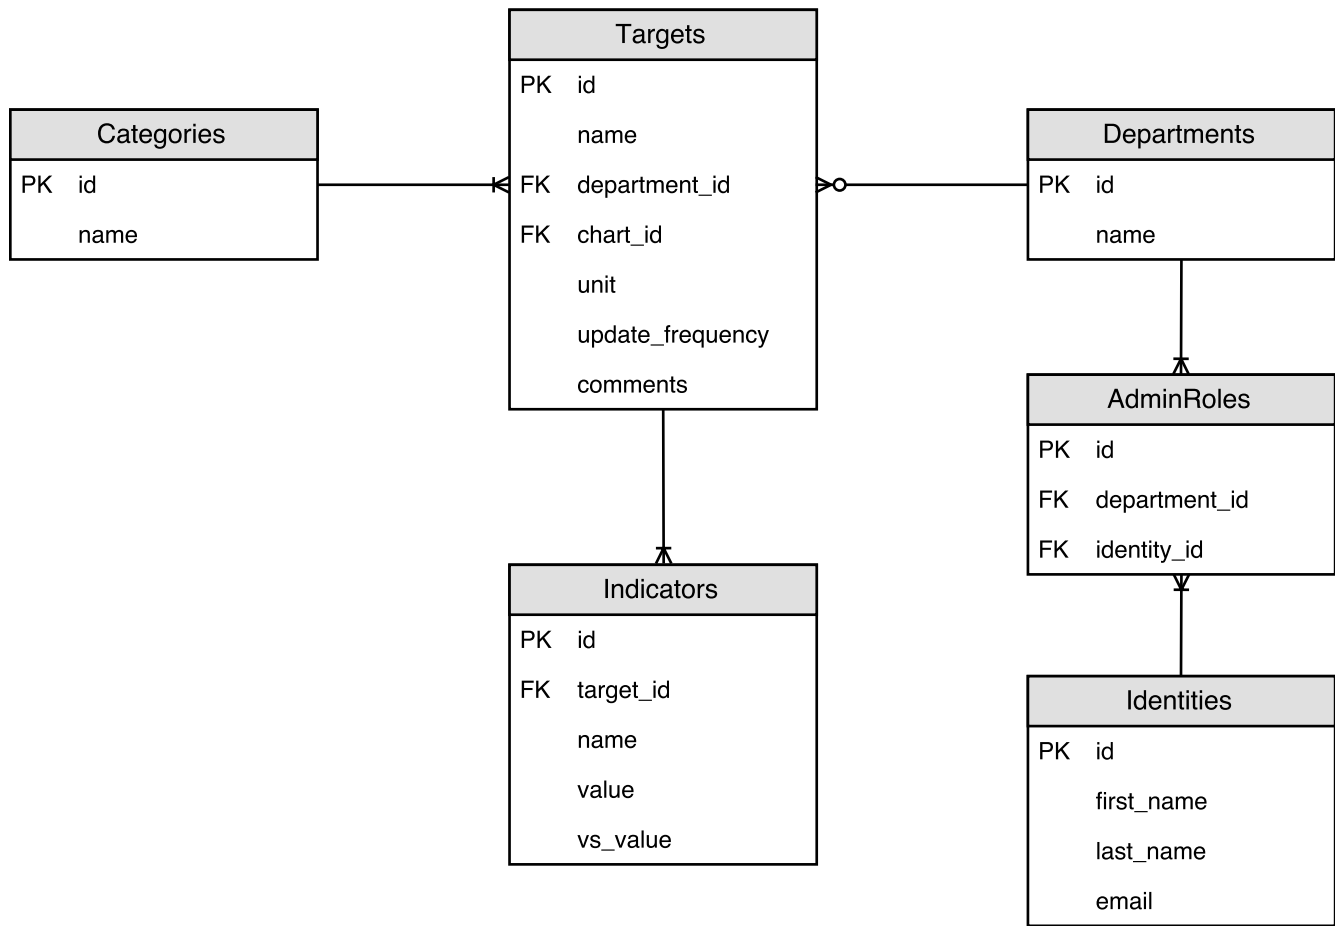 Targets
PK id
name
FK department_id
FK chart_id
unit
update_frequency
comments
Categories
PK id
name
Departments
PK id
name
AdminRoles
PK id
FK department_id
FK identity_id
Indicators
PK id
FK target_id
name
value
vs_value
Identities
PK id
first_name
last_name
email